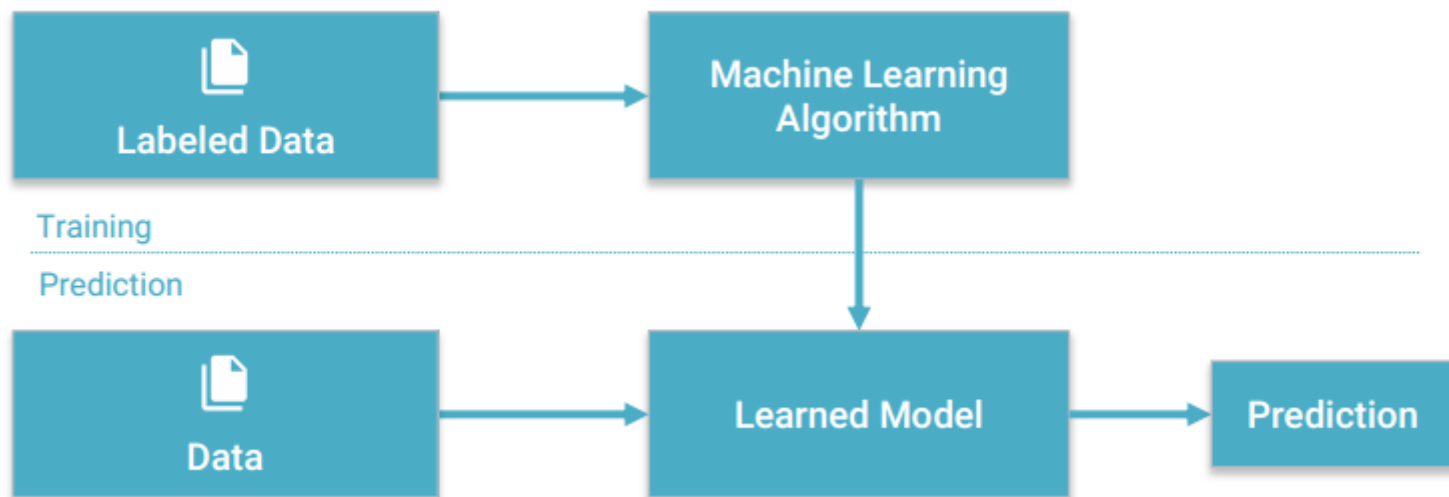 Labeled Data
Machine Learning
Algorithm
Training
Prediction
Data
Learned Model
Prediction